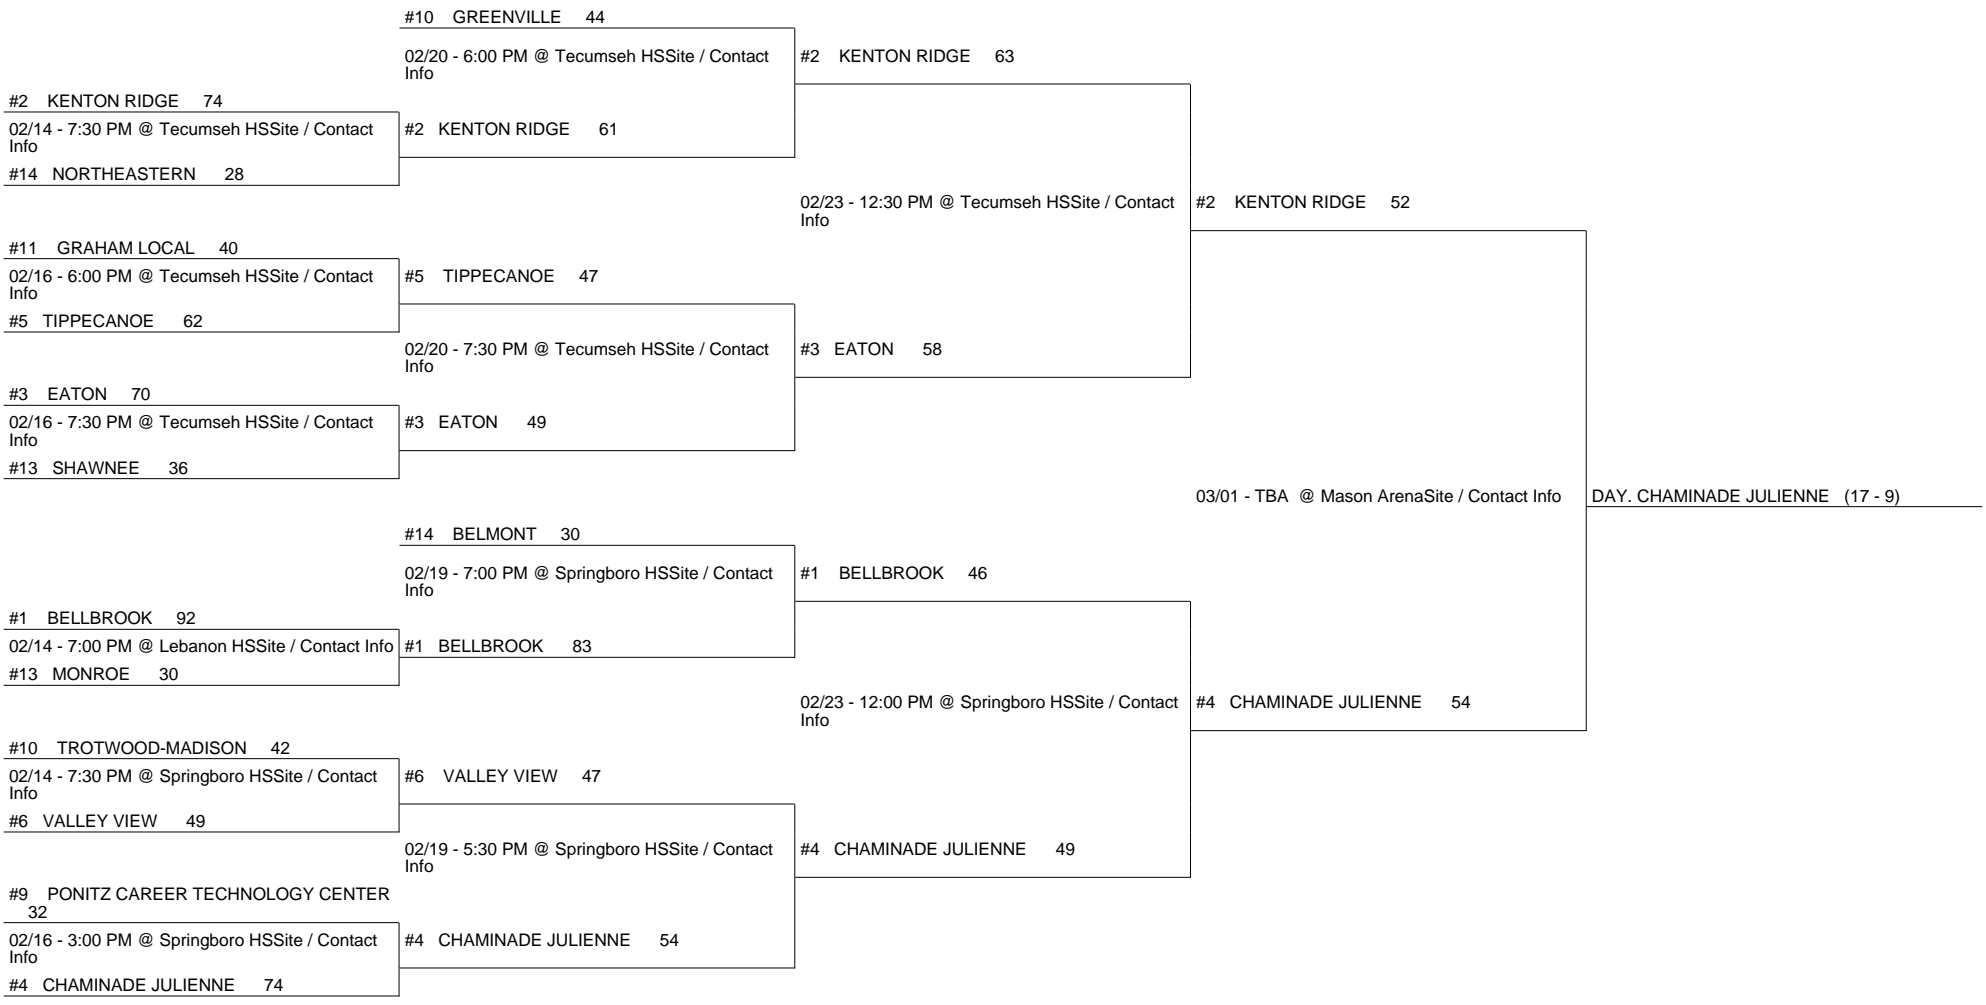 #10 GREENVILLE 44
02/20 - 6:00 PM @ Tecumseh HSSite / Contact
Info
#2 KENTON RIDGE 63
#2 KENTON RIDGE 74
02/14 - 7:30 PM @ Tecumseh HSSite / Contact
Info
#2 KENTON RIDGE 61
#14 NORTHEASTERN 28
02/23 - 12:30 PM @ Tecumseh HSSite / Contact
Info
#2 KENTON RIDGE 52
#11 GRAHAM LOCAL 40
02/16 - 6:00 PM @ Tecumseh HSSite / Contact
Info
#5 TIPPECANOE 47
#5 TIPPECANOE 62
02/20 - 7:30 PM @ Tecumseh HSSite / Contact
Info
#3 EATON 58
#3 EATON 70
02/16 - 7:30 PM @ Tecumseh HSSite / Contact
Info
#3 EATON 49
#13 SHAWNEE 36
03/01 - TBA @ Mason ArenaSite / Contact Info
DAY. CHAMINADE JULIENNE (17 - 9)
#14 BELMONT 30
02/19 - 7:00 PM @ Springboro HSSite / Contact
Info
#1 BELLBROOK 46
#1 BELLBROOK 92
02/14 - 7:00 PM @ Lebanon HSSite / Contact Info
#1 BELLBROOK 83
#13 MONROE 30
02/23 - 12:00 PM @ Springboro HSSite / Contact
Info
#4 CHAMINADE JULIENNE 54
#10 TROTWOOD-MADISON 42
02/14 - 7:30 PM @ Springboro HSSite / Contact
Info
#6 VALLEY VIEW 47
#6 VALLEY VIEW 49
02/19 - 5:30 PM @ Springboro HSSite / Contact
Info
#4 CHAMINADE JULIENNE 49
#9 PONITZ CAREER TECHNOLOGY CENTER
32
02/16 - 3:00 PM @ Springboro HSSite / Contact
Info
#4 CHAMINADE JULIENNE 54
#4 CHAMINADE JULIENNE 74